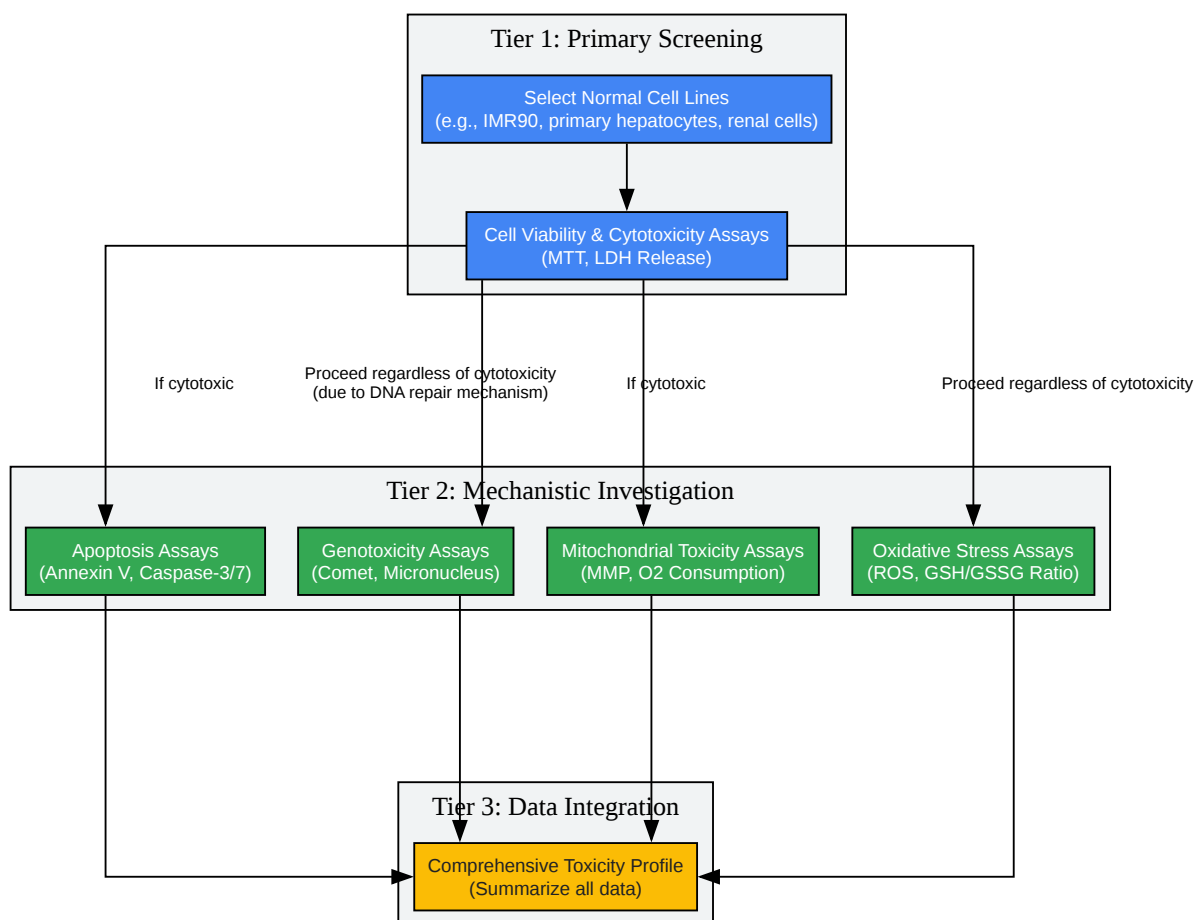 Tier 1: Primary Screening
Select Normal Cell Lines
(e.g., IMR90, primary hepatocytes, renal cells)
Cell Viability & Cytotoxicity Assays
(MTT, LDH Release)
If cytotoxic
Proceed regardless of cytotoxicity
(due to DNA repair mechanism)
If cytotoxic
Proceed regardless of cytotoxicity
Tier 2: Mechanistic Investigation
Apoptosis Assays
(Annexin V, Caspase-3/7)
Genotoxicity Assays
(Comet, Micronucleus)
Mitochondrial Toxicity Assays
(MMP, O2 Consumption)
Oxidative Stress Assays
(ROS, GSH/GSSG Ratio)
Tier 3: Data Integration
Comprehensive Toxicity Profile
(Summarize all data)